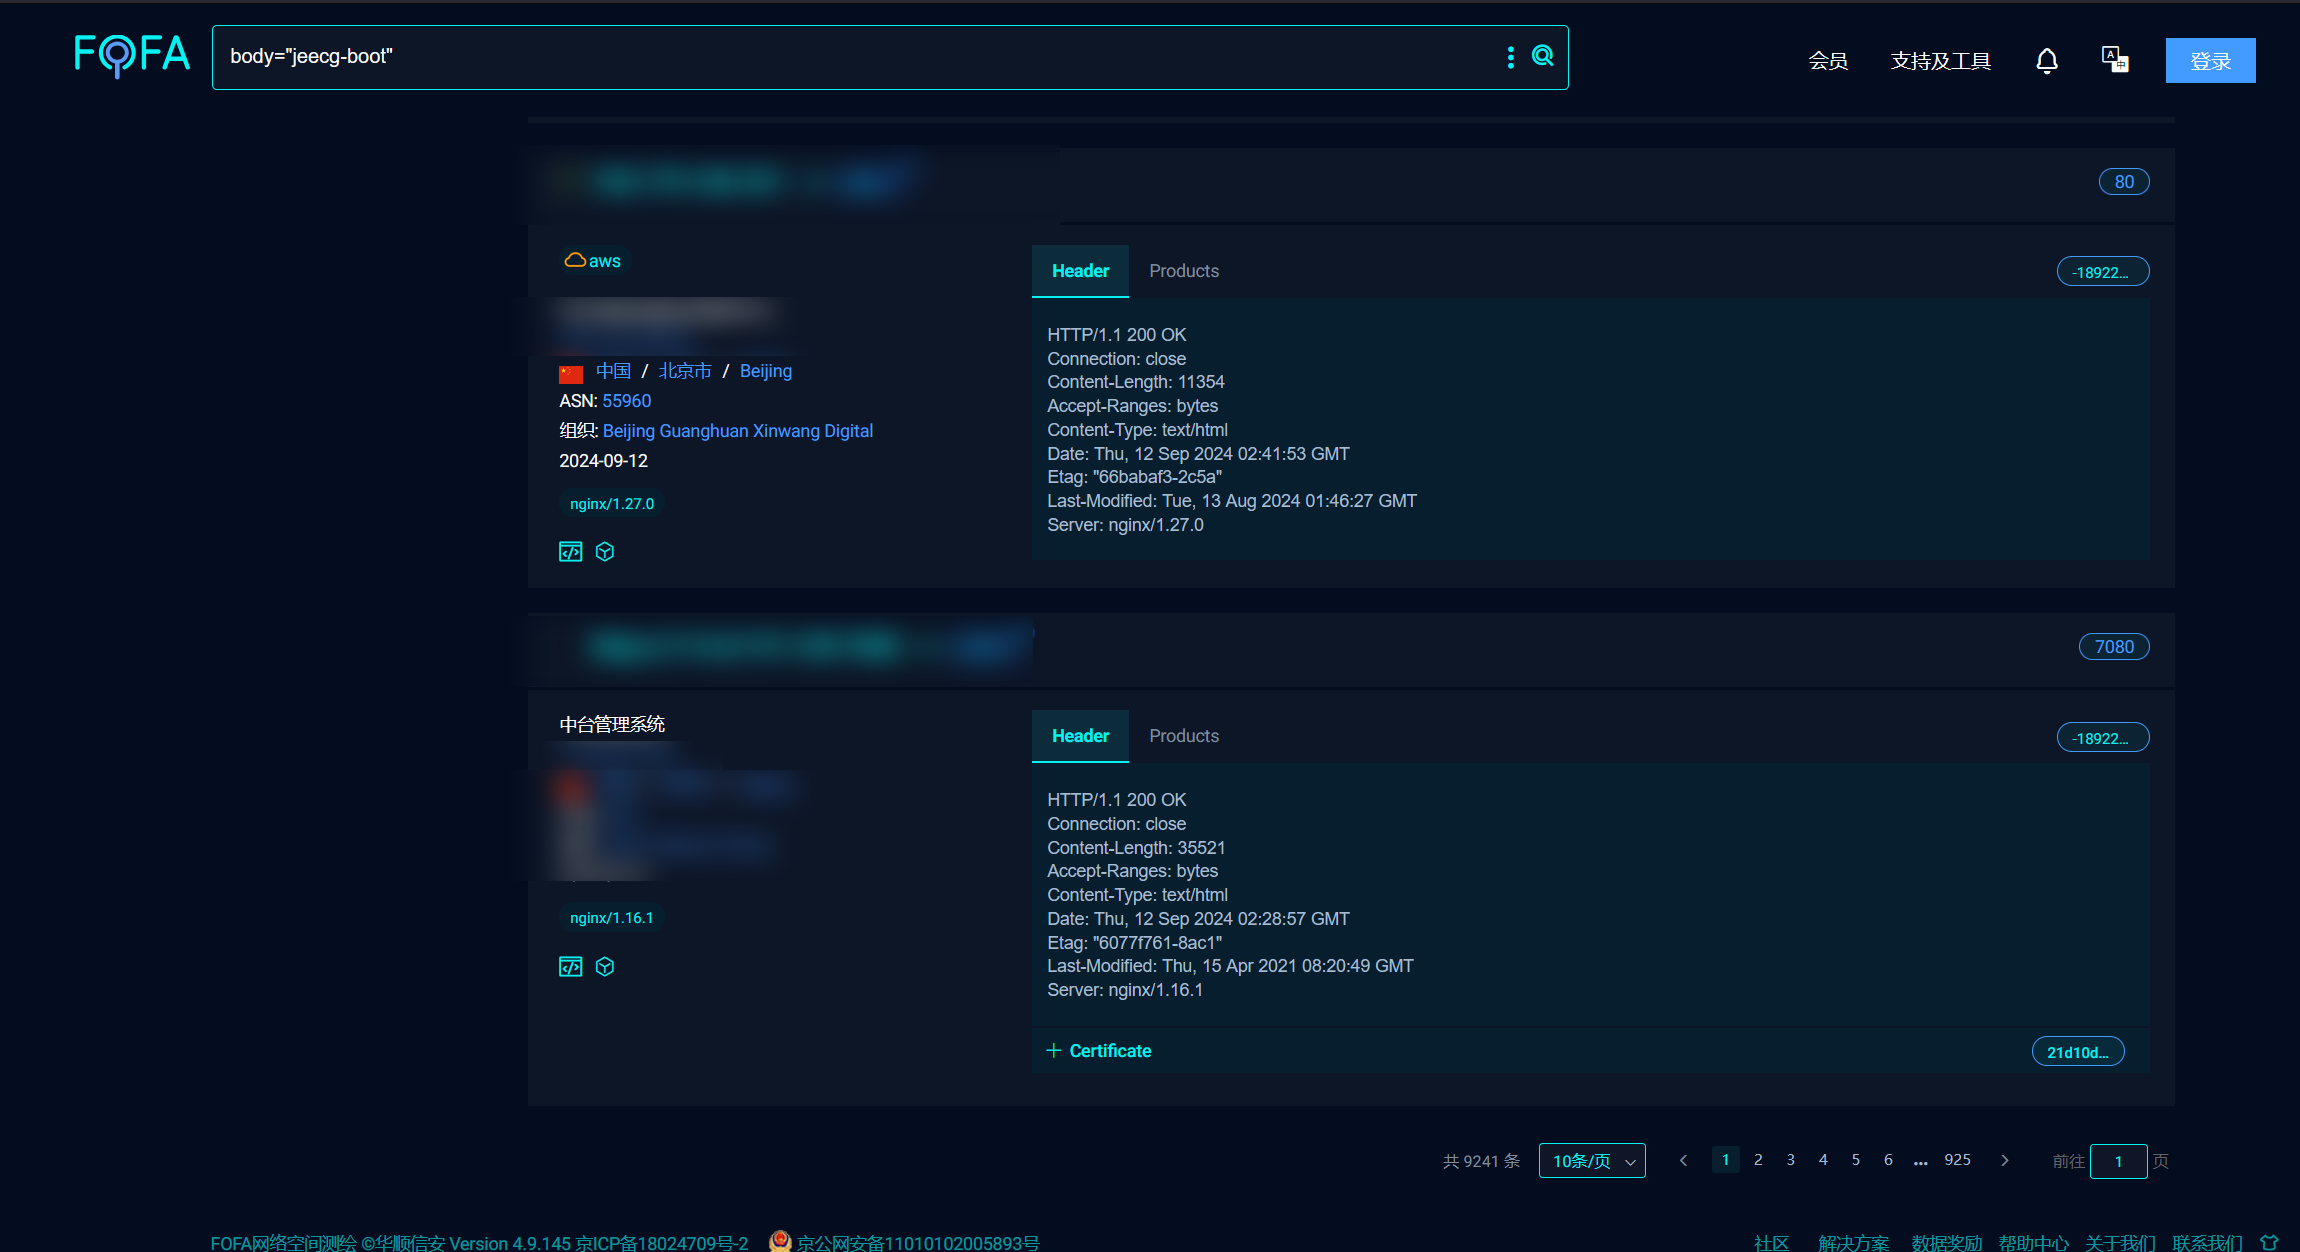 FOFA
body="jeecg-boot"
会员
支持及工具
登录
80
aws
Header
Products
-18922...
中国 / 北京市 / Beijing
ASN: 55960
组织: Beijing Guanghuan Xinwang Digital
2024-09-12
nginx/1.27.0
HTTP/1.1 200 OK
Connection: close
Content-Length: 11354
Accept-Ranges: bytes
Content-Type: text/html
Date: Thu, 12 Sep 2024 02:41:53 GMT
Etag: "66babaf3-2c5a"
Last-Modified: Tue, 13 Aug 2024 01:46:27 GMT
Server: nginx/1.27.0
7080
中台管理系统
nginx/1.16.1
Header
Products
-18922...
HTTP/1.1 200 OK
Connection: close
Content-Length: 35521
Accept-Ranges: bytes
Content-Type: text/html
Date: Thu, 12 Sep 2024 02:28:57 GMT
Etag: "6077f761-8ac1"
Last-Modified: Thu, 15 Apr 2021 08:20:49 GMT
Server: nginx/1.16.1
+ Certificate
21d10d...
共 9241 条
10条/页
1 2 3 4 5 6 ... 925
前往 1 页
FOFA网络空间测绘 ©华顺信安 Version 4.9.145 京ICP备18024709号-2 京公网安备11010102005893号
社区 解决方案 数据奖励 帮助中心 关于我们 联系我们